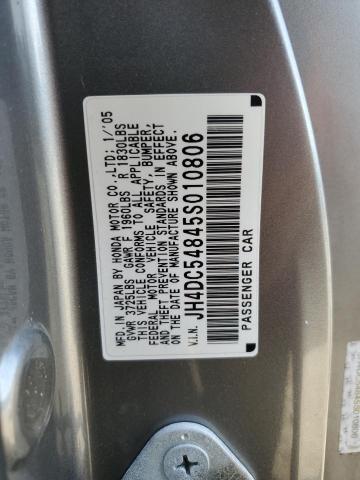 MFD. IN JAPAN BY HONDA MOTOR CO.,LTD; 1/'05
GVWR 3725LBS GAWR F 1960LBS R 1830LBS
THIS VEHICLE CONFORMS TO ALL APPLICABLE
FEDERAL MOTOR VEHICLE SAFETY, BUMPER,
AND THEFT PREVENTION STANDARDS IN EFFECT
ON THE DATE OF MANUFACTURE SHOWN ABOVE.
V.I.N. JH4DC54845S010806
PASSENGER CAR